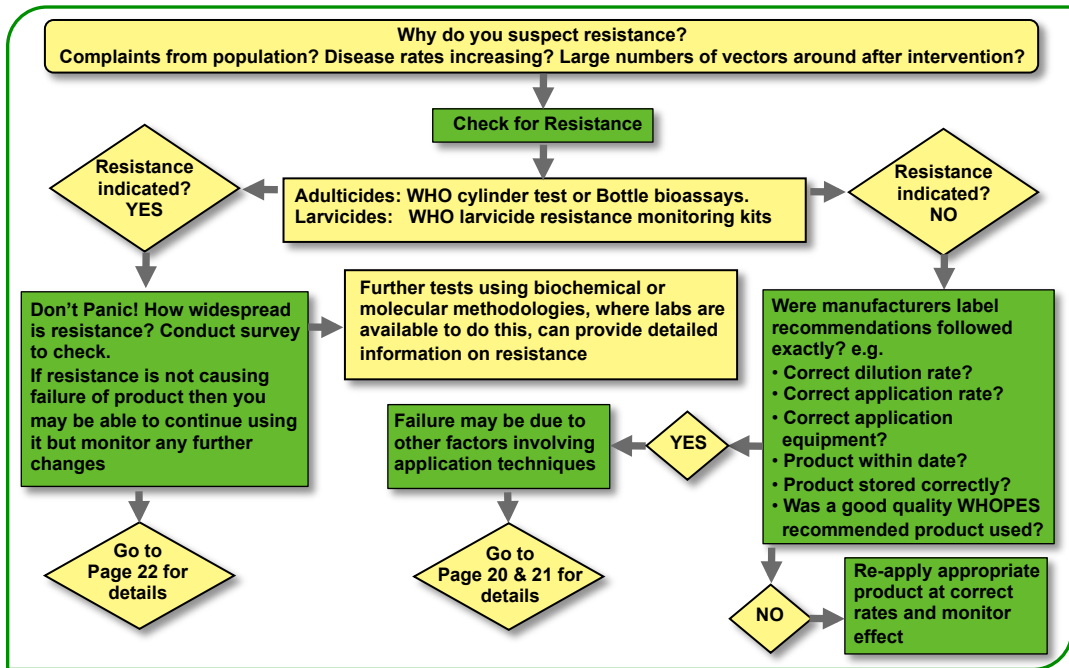 Why do you suspect resistance?
Complaints from population? Disease rates increasing? Large numbers of vectors around after intervention?
Check for Resistance
Resistance
indicated?
YES
Adulticides: WHO cylinder test or Bottle bioassays.
Larvicides: WHO larvicide resistance monitoring kits
Resistance
indicated?
NO
Don't Panic! How widespread
is resistance? Conduct survey
to check.
If resistance is not causing
failure of product then you
may be able to continue using
it but monitor any further
changes
Further tests using biochemical or
molecular methodologies, where labs are
available to do this, can provide detailed
information on resistance
Were manufacturers label
recommendations followed
exactly? e.g.
• Correct dilution rate?
• Correct application rate?
• Correct application
equipment?
• Product within date?
• Product stored correctly?
• Was a good quality WHOPES
recommended product used?
Failure may be due to
other factors involving
application techniques
YES
Go to
Page 22 for
details
Go to
Page 20 & 21 for
details
NO
Re-apply appropriate
product at correct
rates and monitor
effect